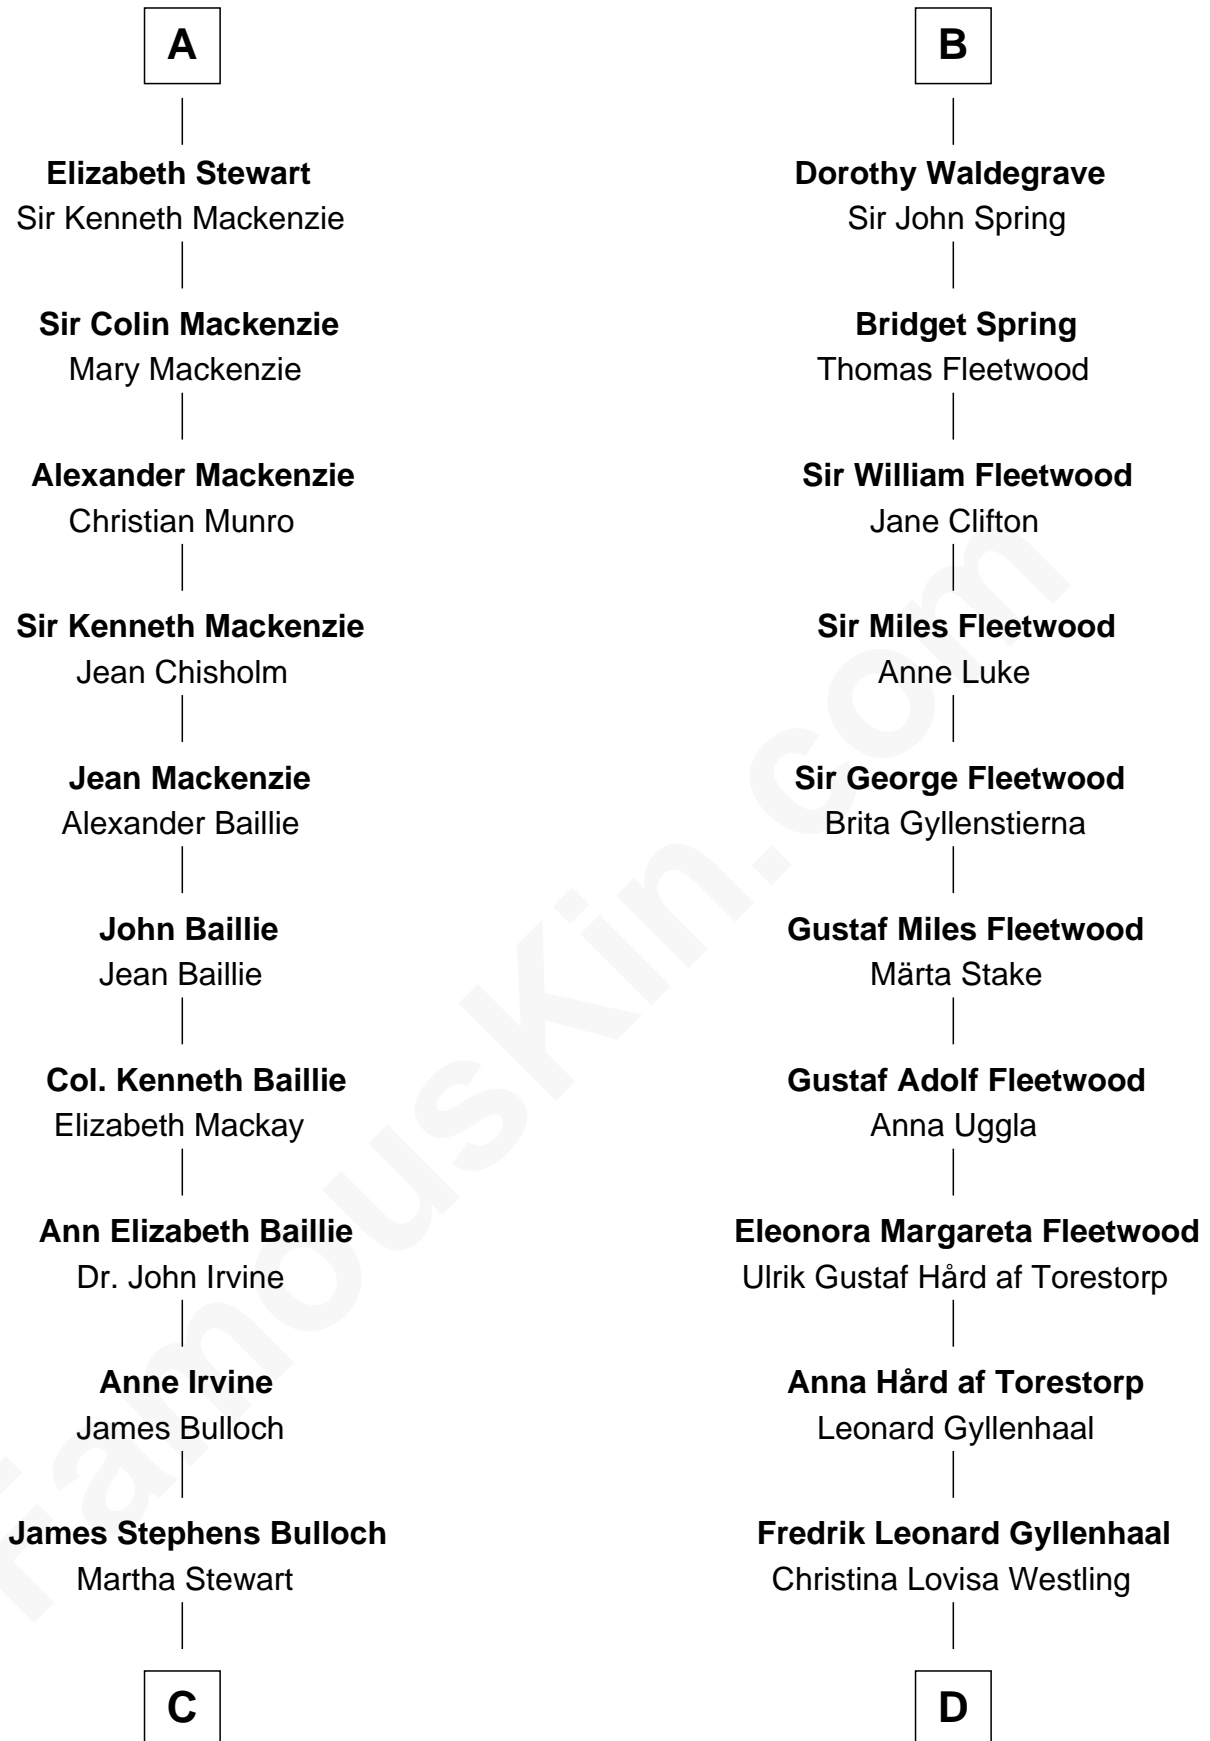 A
Elizabeth Stewart
Sir Kenneth Mackenzie
Sir Colin Mackenzie
Mary Mackenzie
Alexander Mackenzie
Christian Munro
Sir Kenneth Mackenzie
Jean Chisholm
Jean Mackenzie
Alexander Baillie
John Baillie
Jean Baillie
Col. Kenneth Baillie
Elizabeth Mackay
Ann Elizabeth Baillie
Dr. John Irvine
Anne Irvine
James Bulloch
James Stephens Bulloch
Martha Stewart
C
B
Dorothy Waldegrave
Sir John Spring
Bridget Spring
Thomas Fleetwood
Sir William Fleetwood
Jane Clifton
Sir Miles Fleetwood
Anne Luke
Sir George Fleetwood
Brita Gyllenstierna
Gustaf Miles Fleetwood
Märta Stake
Gustaf Adolf Fleetwood
Anna Uggla
Eleonora Margareta Fleetwood
Ulrik Gustaf Hård af Torestorp
Anna Hård af Torestorp
Leonard Gyllenhaal
Fredrik Leonard Gyllenhaal
Christina Lovisa Westling
D
FamousKin.com